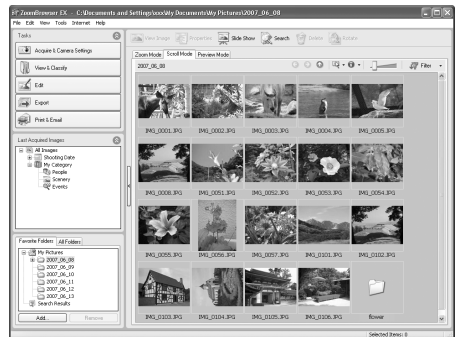 ZoomBrowser EX - C:\Documents and Settings\xxx\My Documents\My Pictures\2007_06_08
File Edit View Tools Internet Help
Tasks
View Image Properties Slide Show Search Delete Rotate
Acquire & Camera Settings
View & Classify
Edit
Export
Print & Email
Zoom Mode Scroll Mode Preview Mode
2007_06_08
Filter
IMG_0001.JPG IMG_0002.JPG IMG_0003.JPG IMG_0004.JPG IMG_0005.JPG
Last Acquired Images
All Images
Shooting Date
My Category
People
Scenery
Events
IMG_0008.JPG IMG_0051.JPG IMG_0052.JPG IMG_0053.JPG IMG_0054.JPG
IMG_0055.JPG IMG_0056.JPG IMG_0057.JPG IMG_0101.JPG IMG_0102.JPG
Favorite Folders All Folders
My Pictures
2007_06_08
2007_06_09
2007_06_10
2007_06_11
2007_06_12
2007_06_13
Search Results
Add... Remove
IMG_0103.JPG IMG_0104.JPG IMG_0105.JPG IMG_0106.JPG flower
Selected Items: 0